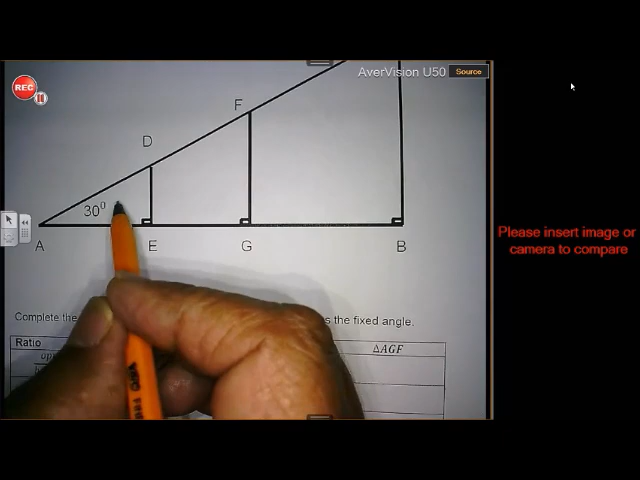 AverVision U50
Source
REC
F
D
30⁰
A
E
G
B
Please insert image or
camera to compare
Complete the
the fixed angle.
Ratio
ΔAGF